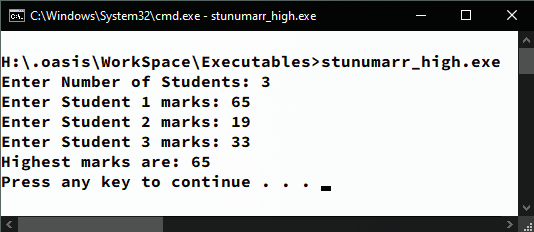 C:\Windows\System32\cmd.exe - stunumarr_high.exe
H:\.oasis\WorkSpace\Executables>stunumarr_high.exe
Enter Number of Students: 3
Enter Student 1 marks: 65
Enter Student 2 marks: 19
Enter Student 3 marks: 33
Highest marks are: 65
Press any key to continue . . .